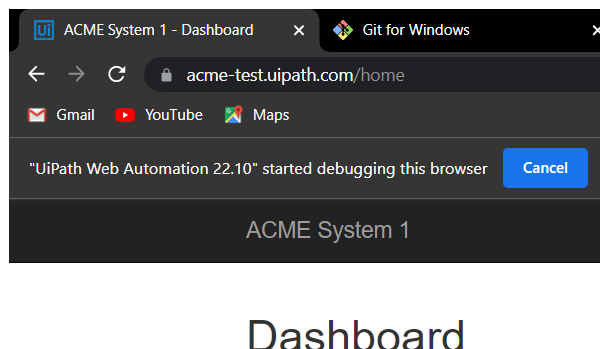 Ui ACME System 1 - Dashboard Git for Windows
acme-test.uipath.com/home
Gmail YouTube Maps
"UiPath Web Automation 22.10" started debugging this browser Cancel
ACME System 1
Dashboard